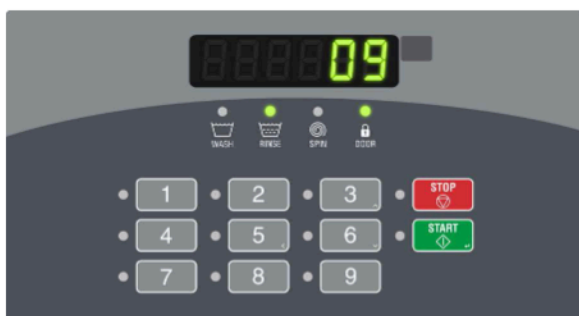 09
WASH RINSE SPIN DOOR
1 2 3 STOP
4 5 6 START
7 8 9